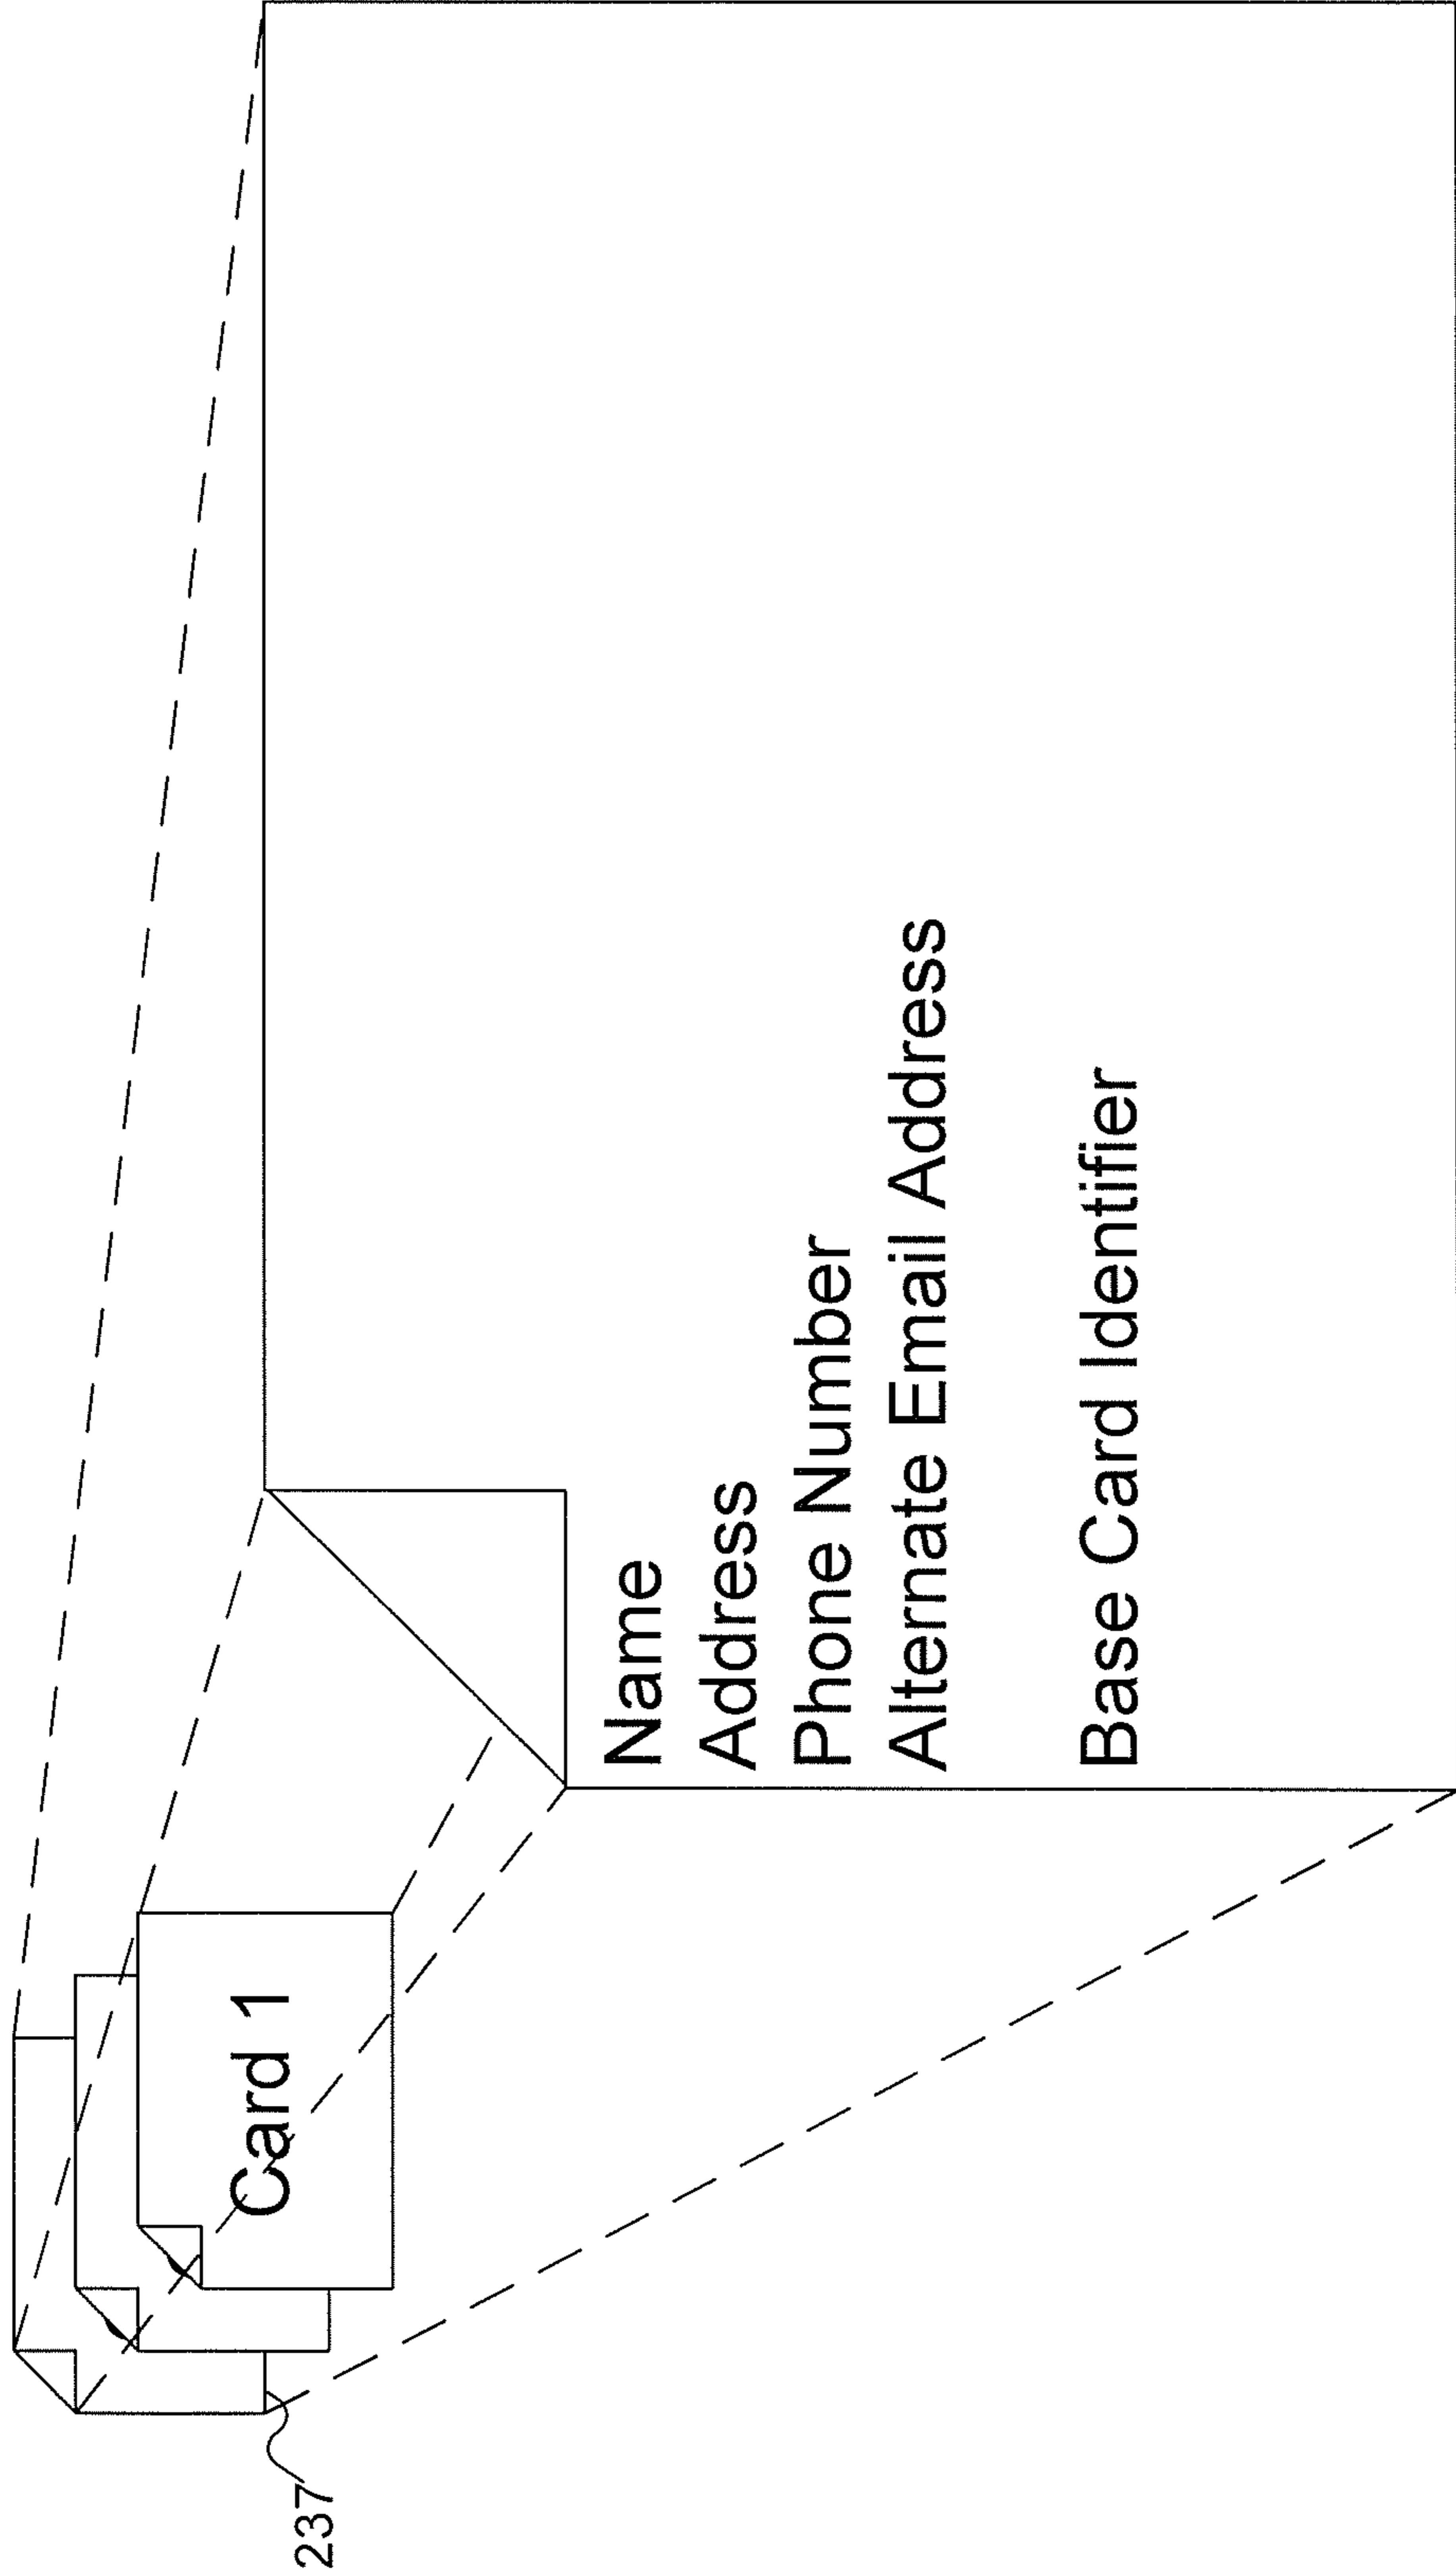 237
Card 1
Name
Address
Phone Number
Alternate Email Address
Base Card Identifier